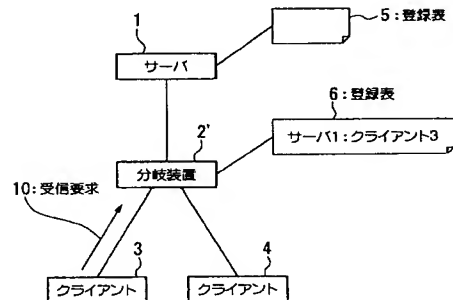 1
サーバ
5:登録表
6:登録表
サーバ1:クライアント3
2'
分岐装置
10:受信要求
3
クライアント
4
クライアント